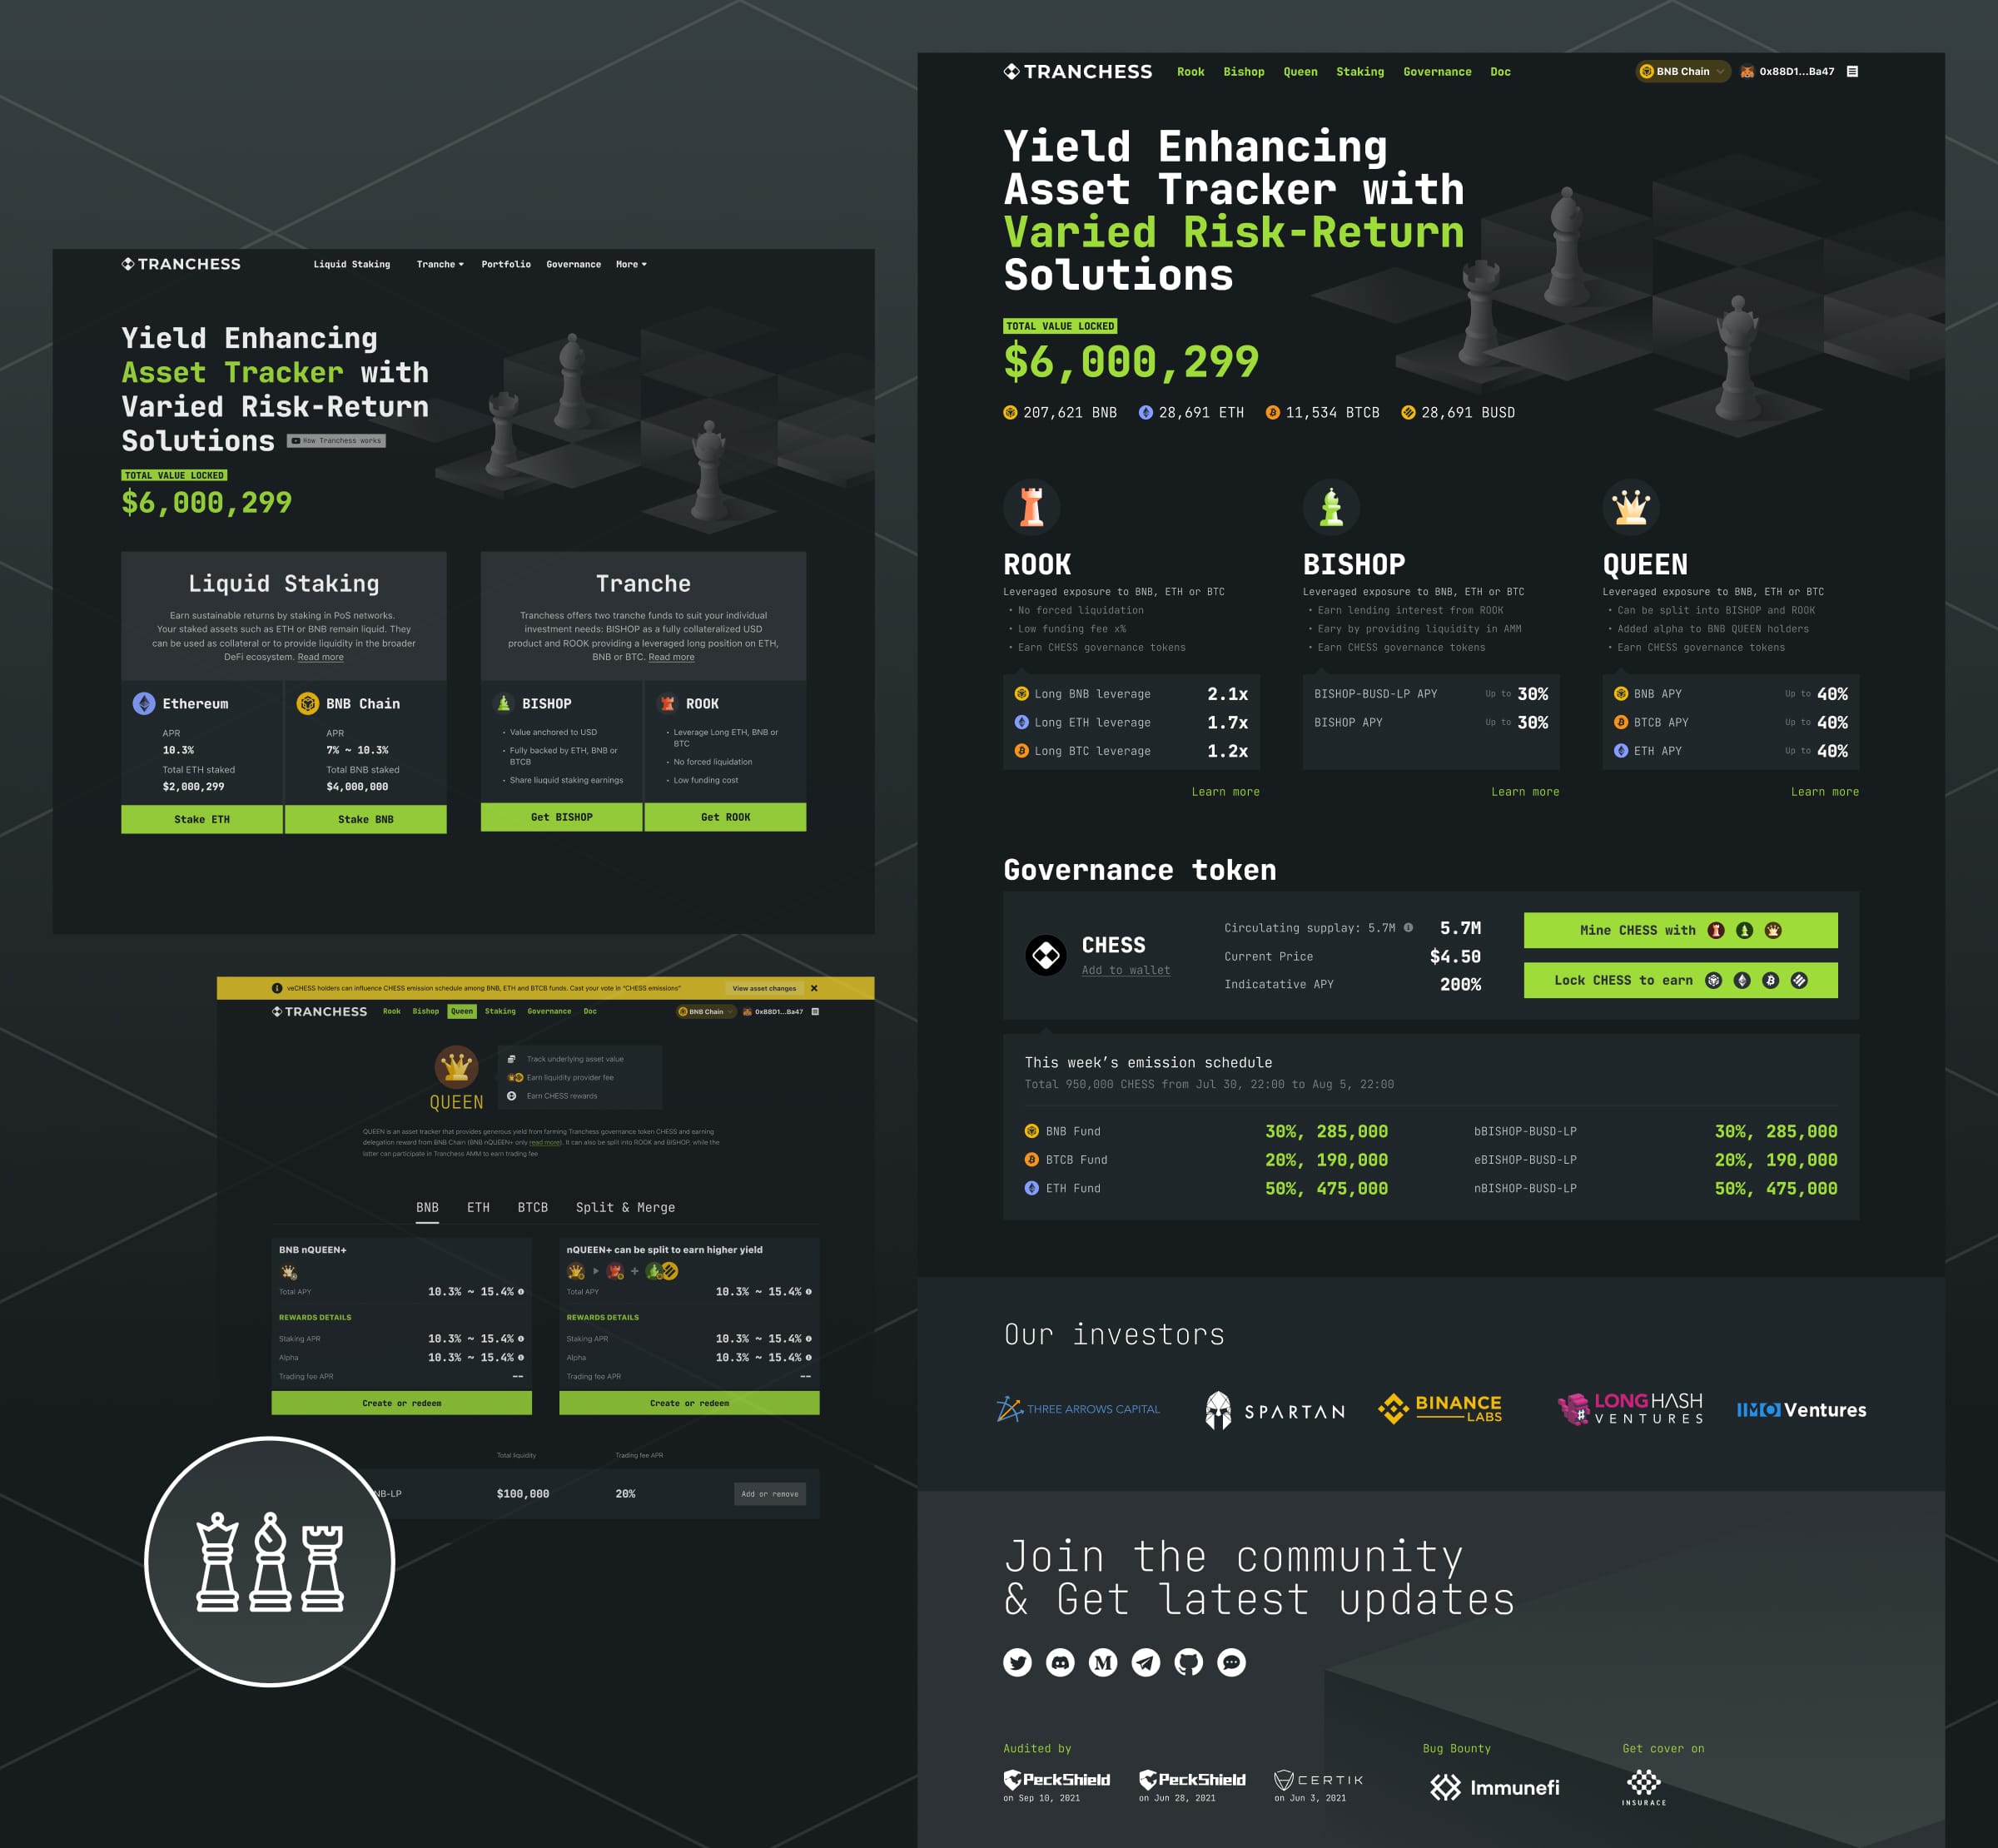 TRANCHESS
Liquid Staking
Tranche
Portfolio
Governance
More
Yield Enhancing
Asset Tracker with
Varied Risk-Return
Solutions
How Tranchess works
TOTAL VALUE LOCKED
$6,000,299
Liquid Staking
Earn sustainable returns by staking in PoS networks.
Your staked assets such as ETH or BNB remain liquid. They
can be used as collateral or to provide liquidity in the broader
DeFi ecosystem. Read more
Ethereum
APR
10.3%
Total ETH staked
$2,000,299
Stake ETH
BNB Chain
APR
7% ~ 10.3%
Total BNB staked
$4,000,000
Stake BNB
Tranche
Tranchess offers two tranche funds to suit your individual
investment needs: BISHOP as a fully collateralized USD
product and ROOK providing a leveraged long position on ETH,
BNB or BTC. Read more
BISHOP
• Value anchored to USD
• Fully backed by ETH, BNB or
BTCB
• Share liuquid staking earnings
Get BISHOP
ROOK
• Leverage Long ETH, BNB or
BTC
• No forced liquidation
• Low funding cost
Get ROOK
veCHESS holders can influence CHESS emission schedule among BNB, ETH and BTCB funds. Cast your vote in "CHESS emissions"
View asset changes
TRANCHESS
Rook
Bishop
Queen
Staking
Governance
Doc
BNB Chain
0x88D1...Ba47
QUEEN
Track underlying asset value
Earn liquidity provider fee
Earn CHESS rewards
QUEEN is an asset tracker that provides generous yield from farming Tranchess governance token CHESS and earning
delegation reward from BNB Chain (BNB nQUEEN+ only read more). It can also be split into ROOK and BISHOP, while the
latter can participate in Tranchess AMM to earn trading fee
BNB
ETH
BTCB
Split & Merge
BNB nQUEEN+
Total APY
10.3% ~ 15.4%
REWARDS DETAILS
Staking APR
10.3% ~ 15.4%
Alpha
10.3% ~ 15.4%
Trading fee APR
--
Create or redeem
nQUEEN+ can be split to earn higher yield
Total APY
10.3% ~ 15.4%
REWARDS DETAILS
Staking APR
10.3% ~ 15.4%
Alpha
10.3% ~ 15.4%
Trading fee APR
--
Create or redeem
Total liquidity
Trading fee APR
NB-LP
$100,000
20%
Add or remove
TRANCHESS
Rook
Bishop
Queen
Staking
Governance
Doc
BNB Chain
0x88D1...Ba47
Yield Enhancing
Asset Tracker with
Varied Risk-Return
Solutions
TOTAL VALUE LOCKED
$6,000,299
207,621 BNB
28,691 ETH
11,534 BTCB
28,691 BUSD
ROOK
Leveraged exposure to BNB, ETH or BTC
• No forced liquidation
• Low funding fee x%
• Earn CHESS governance tokens
Long BNB leverage
2.1x
Long ETH leverage
1.7x
Long BTC leverage
1.2x
Learn more
BISHOP
Leveraged exposure to BNB, ETH or BTC
• Earn lending interest from ROOK
• Eary by providing liquidity in AMM
• Earn CHESS governance tokens
BISHOP-BUSD-LP APY
Up to 30%
BISHOP APY
Up to 30%
Learn more
QUEEN
Leveraged exposure to BNB, ETH or BTC
• Can be split into BISHOP and ROOK
• Added alpha to BNB QUEEN holders
• Earn CHESS governance tokens
BNB APY
Up to 40%
BTCB APY
Up to 40%
ETH APY
Up to 40%
Learn more
Governance token
CHESS
Add to wallet
Circulating supplay: 5.7M
5.7M
Current Price
$4.50
Indicatative APY
200%
Mine CHESS with
Lock CHESS to earn
This week's emission schedule
Total 950,000 CHESS from Jul 30, 22:00 to Aug 5, 22:00
BNB Fund
30%, 285,000
bBISHOP-BUSD-LP
30%, 285,000
BTCB Fund
20%, 190,000
eBISHOP-BUSD-LP
20%, 190,000
ETH Fund
50%, 475,000
nBISHOP-BUSD-LP
50%, 475,000
Our investors
THREE ARROWS CAPITAL
SPARTAN
BINANCE
LABS
LONGHASH
VENTURES
IMO Ventures
Join the community
& Get latest updates
Audited by
PeckShield
on Sep 10, 2021
PeckShield
on Jun 28, 2021
CERTIK
on Jun 3, 2021
Bug Bounty
Immunefi
Get cover on
INSURACE